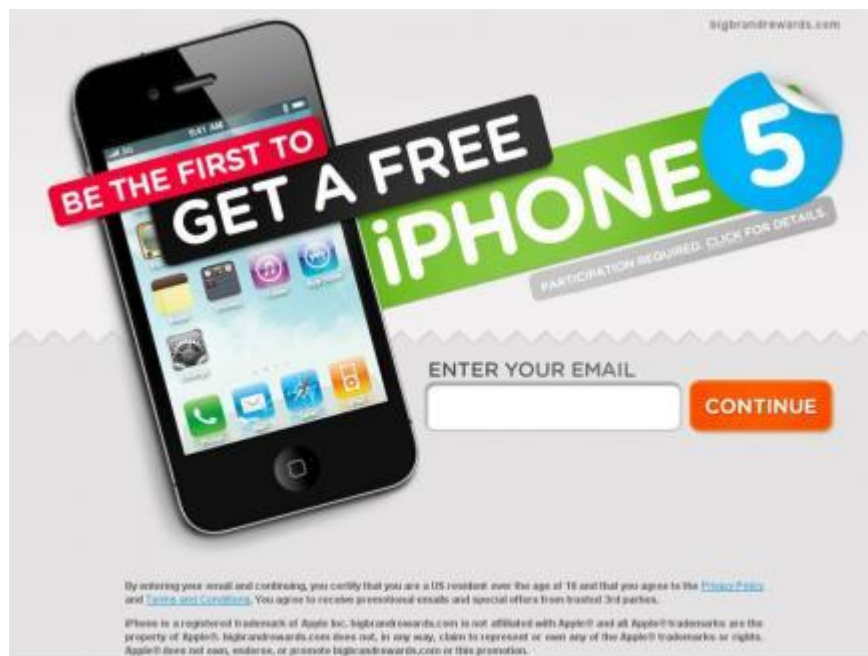 bigbrandrewards.com
9:41 AM
BE THE FIRST TO
GET A FREE
iPHONE 5
PARTICIPATION REQUIRED. CLICK FOR DETAILS.
ENTER YOUR EMAIL
CONTINUE
By entering your email and continuing, you certify that you are a US resident over the age of 18 and that you agree to the Privacy Policy
and Terms and Conditions. You agree to receive promotional emails and special offers from trusted 3rd parties.
iPhone is a registered trademark of Apple Inc. bigbrandrewards.com is not affiliated with Apple® and all Apple® trademarks are the
property of Apple®. bigbrandrewards.com does not, in any way, claim to represent or own any of the Apple® trademarks or rights.
Apple® does not own, endorse, or promote bigbrandrewards.com or this promotion.